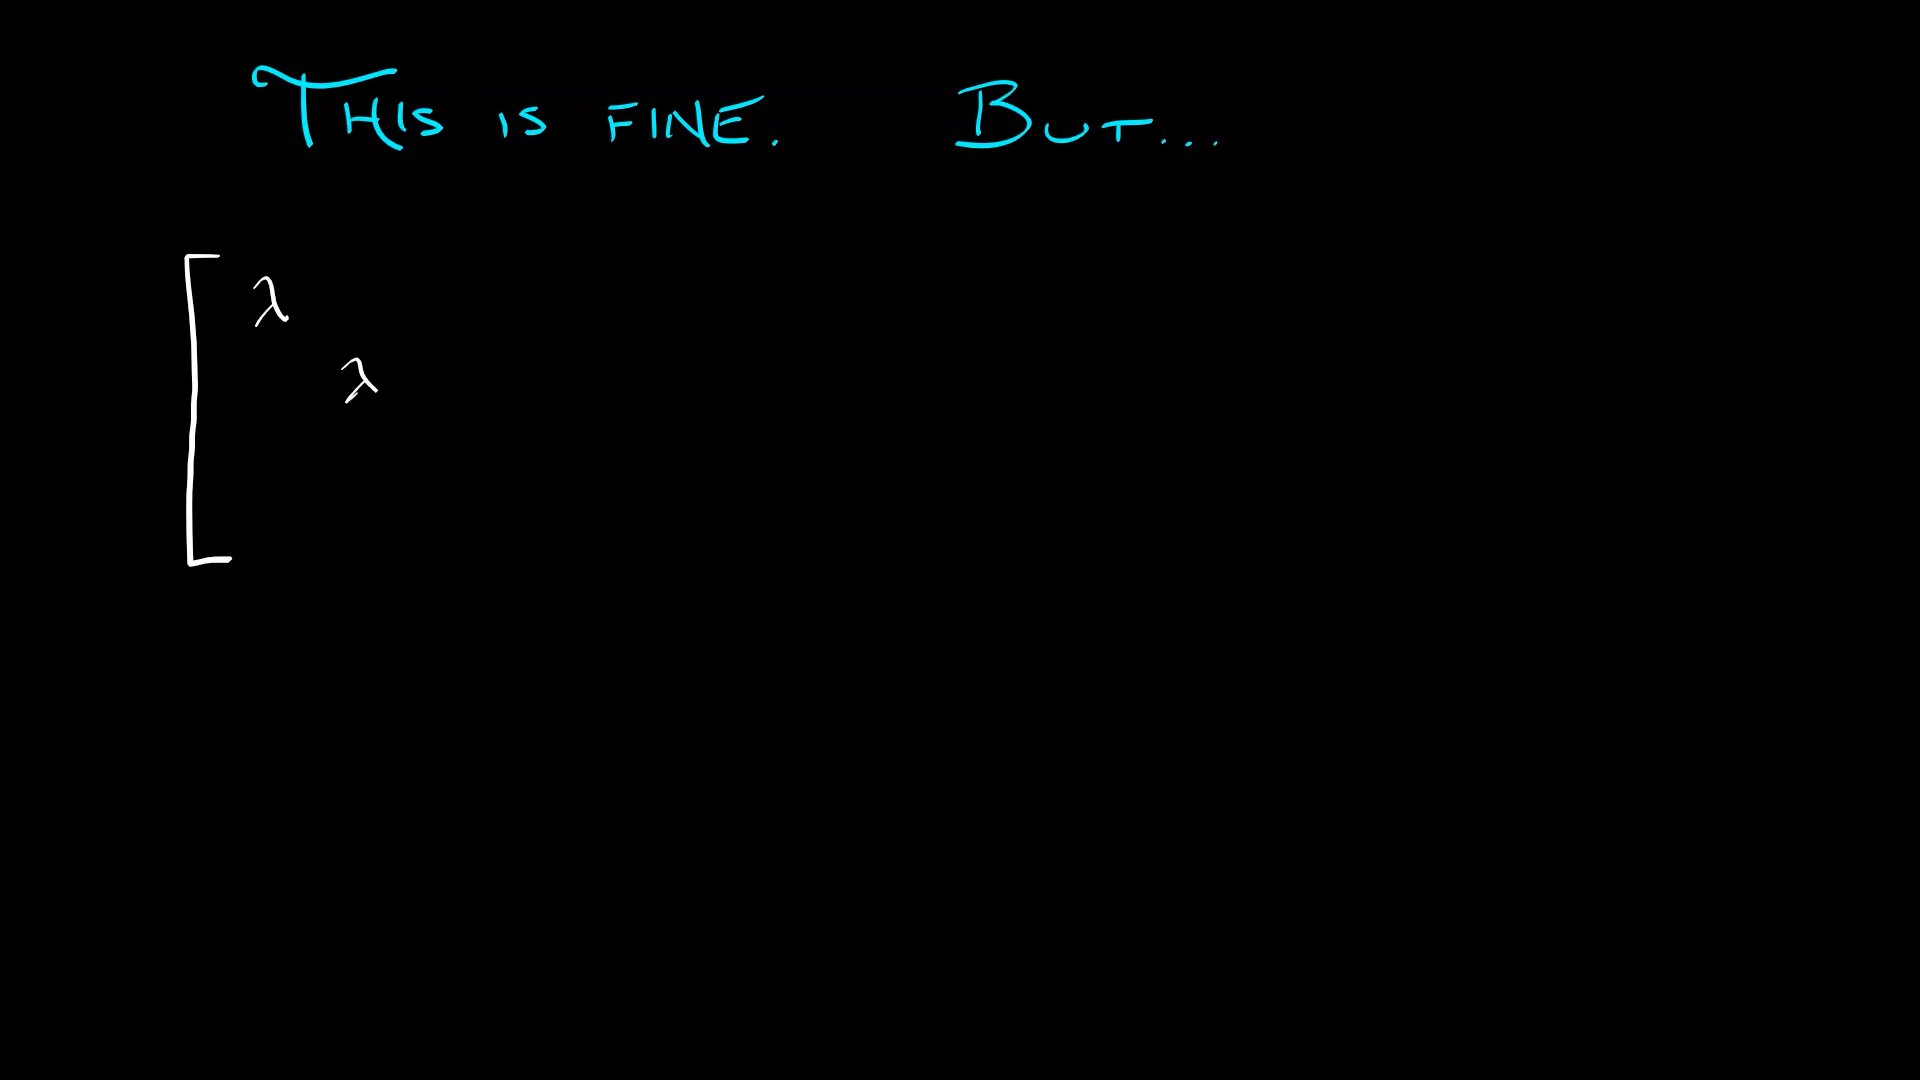 THIS IS FINE. BUT...
[ λ
λ